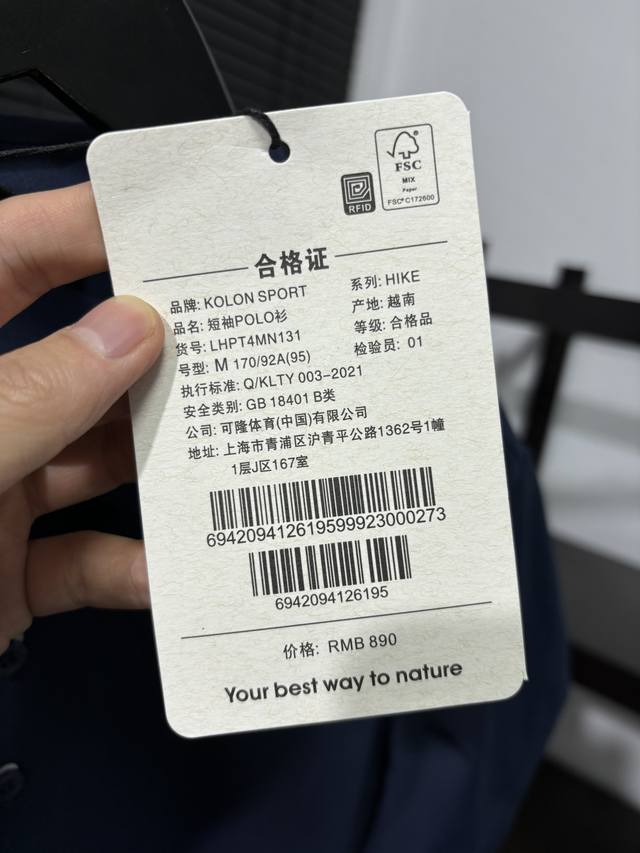 FSC
MIX
Paper
FSC® C172600
RFID
合格证
品牌: KOLON SPORT
系列: HIKE
品名: 短袖POLO衫
产地: 越南
货号: LHPT4MN131
等级: 合格品
号型: M 170/92A(95)
检验员: 01
执行标准: Q/KLTY 003-2021
安全类别: GB 18401 B类
公司: 可隆体育(中国)有限公司
地址: 上海市青浦区沪青平公路1362号1幢
1层J区167室
694209412619599923000273
6942094126195
价格: RMB 890
Your best way to nature